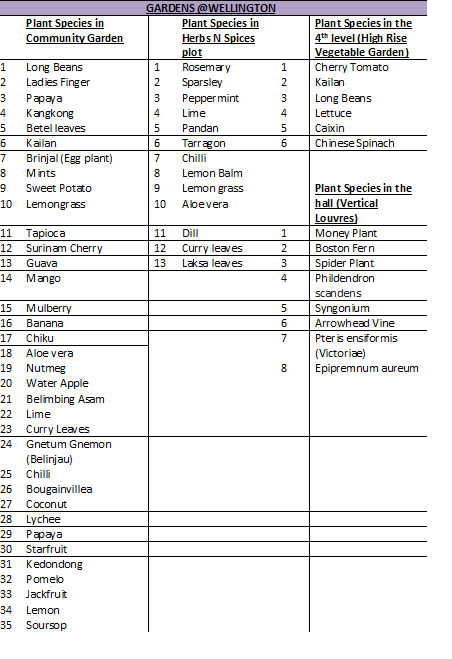 GARDENS @WELLINGTON
Plant Species in Community Garden
1 Long Beans
2 Ladies Finger
3 Papaya
4 Kangkong
5 Betel leaves
6 Kailan
7 Brinjal (Egg plant)
8 Mints
9 Sweet Potato
10 Lemongrass
11 Tapioca
12 Surinam Cherry
13 Guava
14 Mango
15 Mulberry
16 Banana
17 Chiku
18 Aloe vera
19 Nutmeg
20 Water Apple
21 Belimbing Asam
22 Lime
23 Curry Leaves
24 Gnetum Gnemon
(Belinjau)
25 Chilli
26 Bougainvillea
27 Coconut
28 Lychee
29 Papaya
30 Starfruit
31 Kedondong
32 Pomelo
33 Jackfruit
34 Lemon
35 Soursop
Plant Species in
Herbs N Spices
plot
1 Rosemary
2 Sparsley
3 Peppermint
4 Lime
5 Pandan
6 Tarragon
7 Chilli
8 Lemon Balm
9 Lemon grass
10 Aloe vera
11 Dill
12 Curry leaves
13 Laksa leaves
Plant Species in the
4th level (High Rise
Vegetable Garden)
1 Cherry Tomato
2 Kailan
3 Long Beans
4 Lettuce
5 Caixin
6 Chinese Spinach
Plant Species in the
hall (Vertical
Louvres)
1 Money Plant
2 Boston Fern
3 Spider Plant
4 Phildendron
scandens
5 Syngonium
6 Arrowhead Vine
7 Pteris ensiformis
(Victoriae)
8 Epipremnum aureum